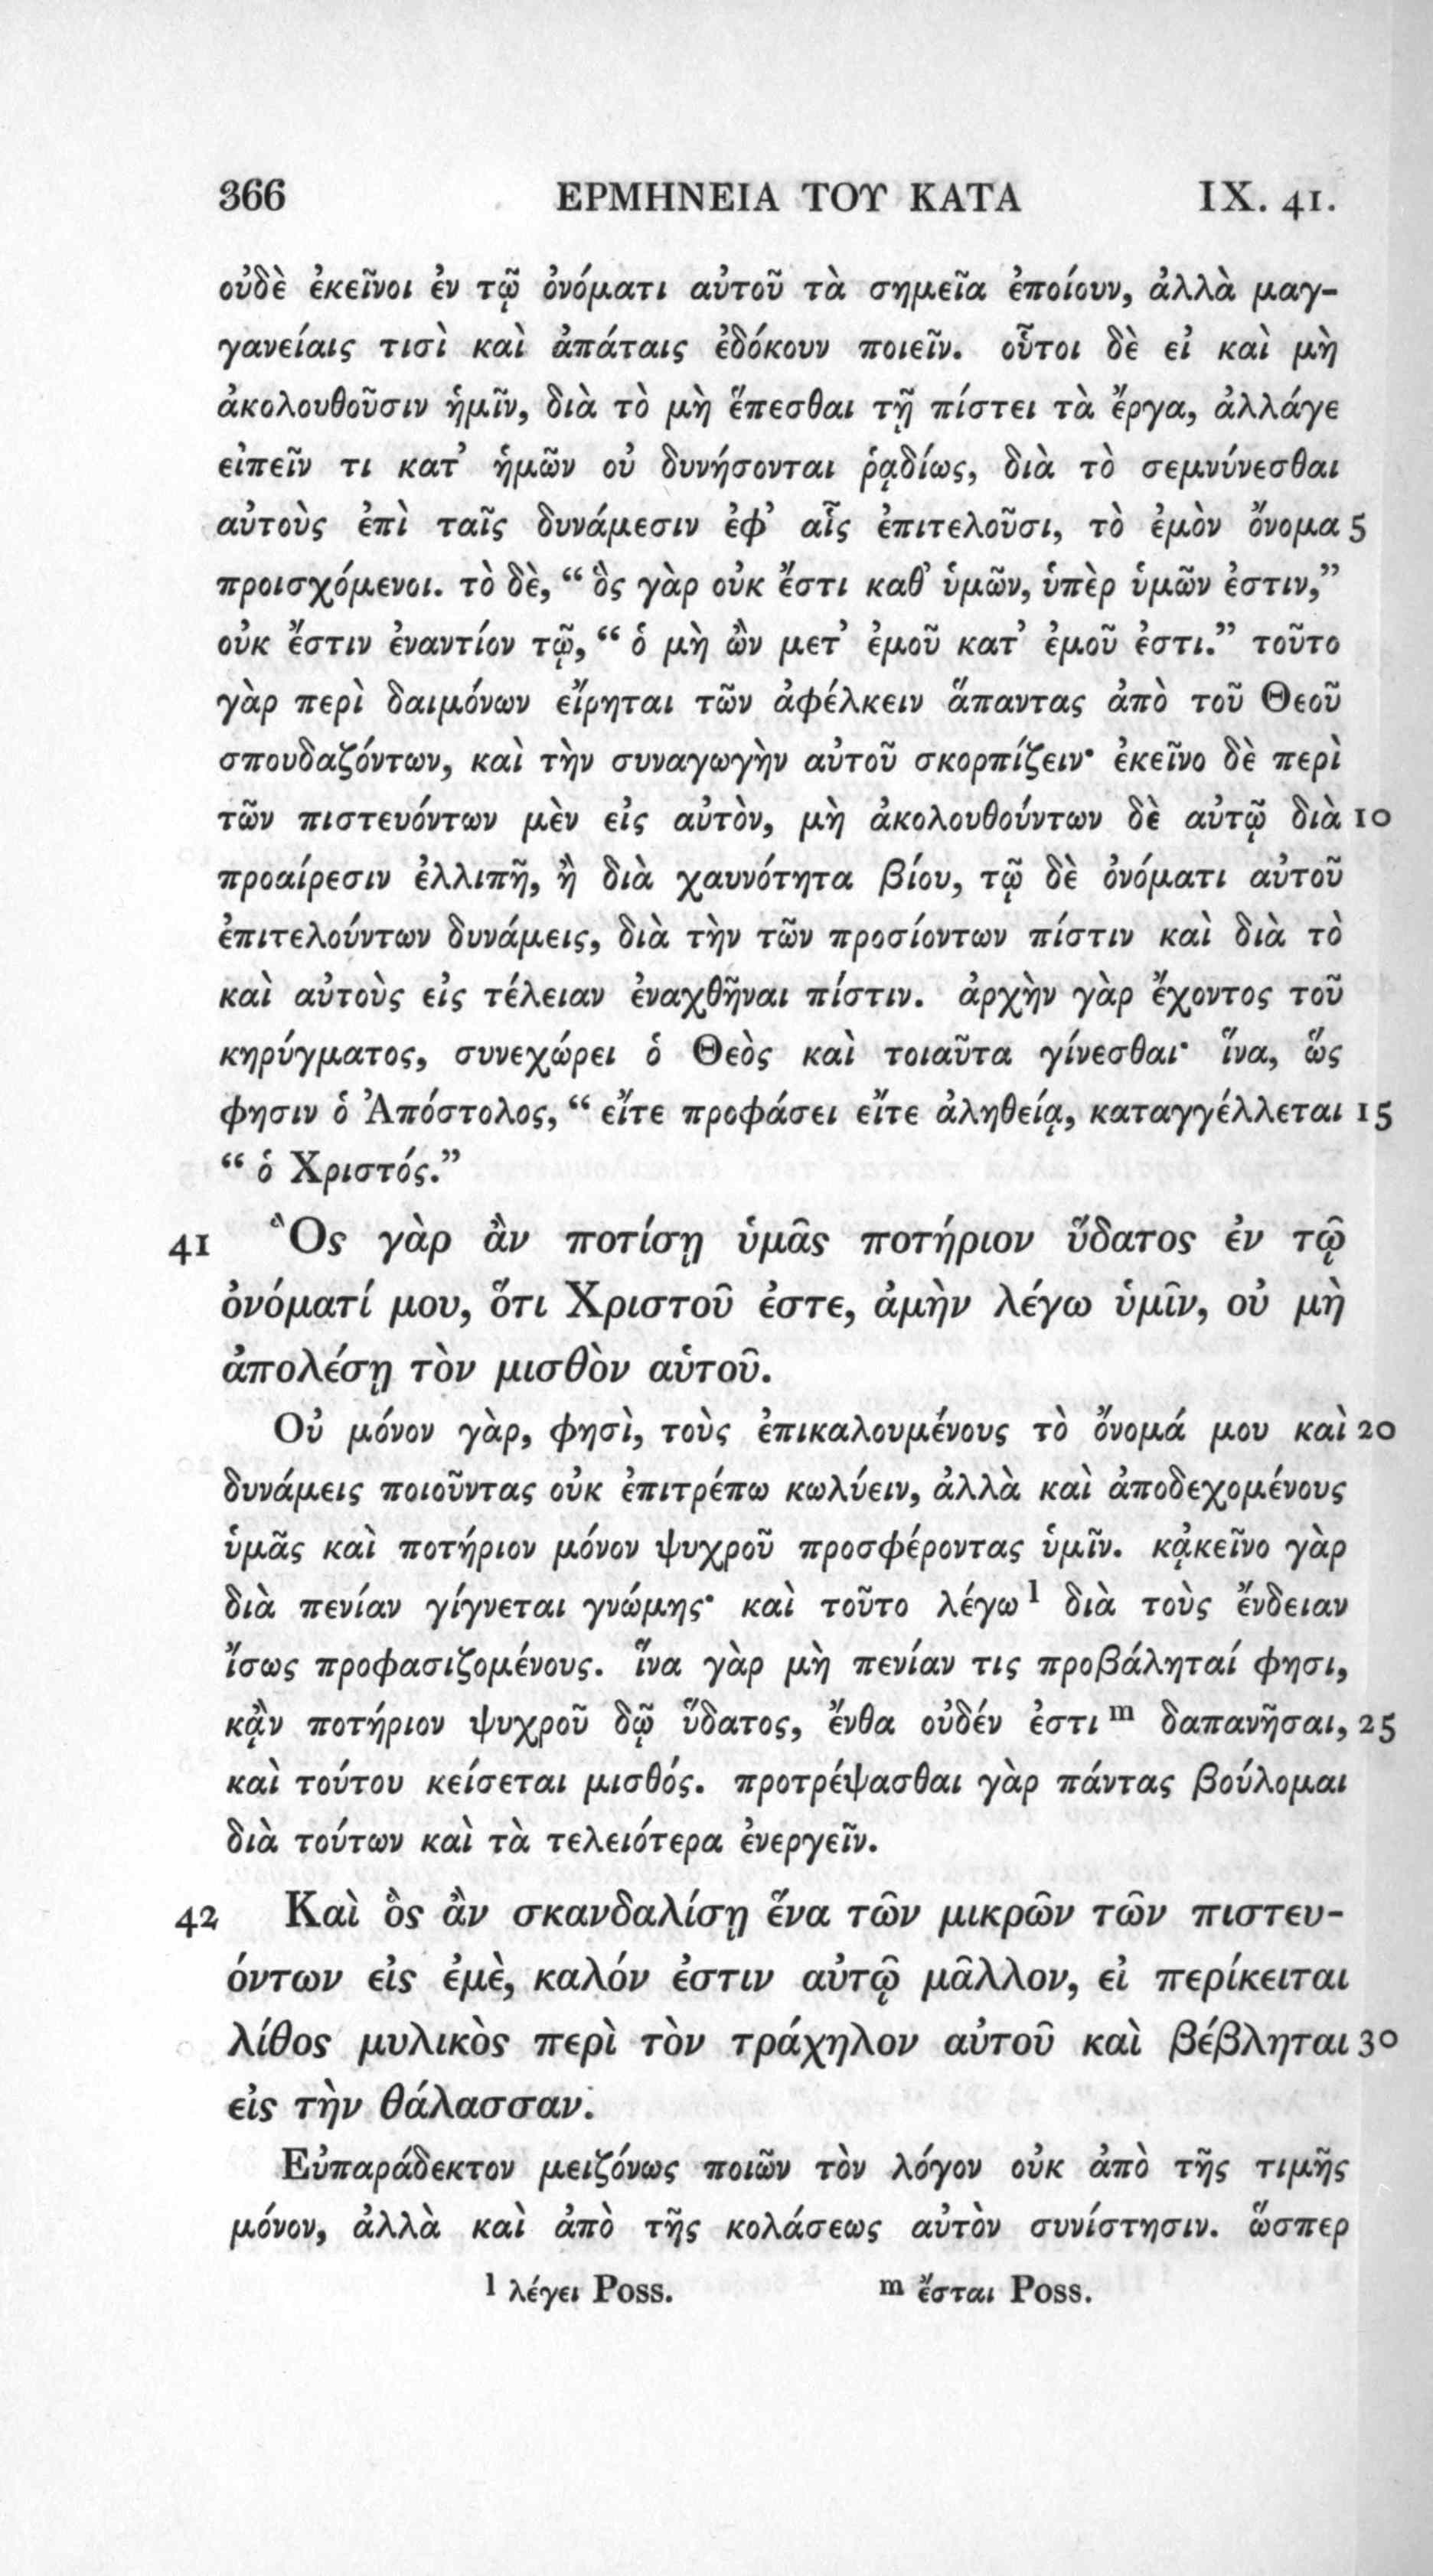 366 ΕΡΜΗΝΕΙΑ ΤΟΥ ΚΑΤΑ IX. 41.
οὐδὲ ἐκεῖνοι ἐν τῷ ὀνόματι αὐτοῦ τὰ σημεῖα ἐποίουν, ἀλλὰ μαγ-
γανείαις τισὶ καὶ ἀπάταις ἐδόκουν ποιεῖν. οὗτοι δὲ εἰ καὶ μὴ
ἀκολουθοῦσιν ἡμῖν, διὰ τὸ μὴ ἕπεσθαι τῇ πίστει τὰ ἔργα, ἀλλάγε
εἰπεῖν τι κατ᾽ ἡμῶν οὐ δυνήσονται ῥᾳδίως, διὰ τὸ σεμνύνεσθαι
αὐτοὺς ἐπὶ ταῖς δυνάμεσιν ἐφ᾽ αἷς ἐπιτελοῦσι, τὸ ἐμὸν ὄνομα 5
προισχόμενοι. τὸ δὲ, “ ὃς γὰρ οὐκ ἔστι καθ᾽ ὑμῶν, ὑπὲρ ὑμῶν ἐστιν,”
οὐκ ἔστιν ἐναντίον τῷ, “ ὁ μὴ ὢν μετ᾽ ἐμοῦ κατ᾽ ἐμοῦ ἐστι.” τοῦτο
γὰρ περὶ δαιμόνων εἴρηται τῶν ἀφέλκειν ἅπαντας ἀπὸ τοῦ Θεοῦ
σπουδαζόντων, καὶ τὴν συναγωγὴν αὐτοῦ σκορπίζειν· ἐκεῖνο δὲ περὶ
τῶν πιστευόντων μὲν εἰς αὐτὸν, μὴ ἀκολουθούντων δὲ αὐτῷ διὰ 10
προαίρεσιν ἐλλιπῆ, ἢ διὰ χαυνότητα βίου, τῷ δὲ ὀνόματι αὐτοῦ
ἐπιτελούντων δυνάμεις, διὰ τὴν τῶν προσίοντων πίστιν καὶ διὰ τὸ
καὶ αὐτοὺς εἰς τέλειαν ἐναχθῆναι πίστιν. ἀρχὴν γὰρ ἔχοντος τοῦ
κηρύγματος, συνεχώρει ὁ Θεὸς καὶ τοιαῦτα γίνεσθαι· ἵνα, ὥς
φησιν ὁ Ἀπόστολος, “ εἴτε προφάσει εἴτε ἀληθείᾳ, καταγγέλλεται 15
“ ὁ Χριστός.”
41 Ὃς γὰρ ἂν ποτίσῃ ὑμᾶς ποτήριον ὕδατος ἐν τῷ
ὀνόματί μου, ὅτι Χριστοῦ ἐστε, ἀμὴν λέγω ὑμῖν, οὐ μὴ
ἀπολέσῃ τὸν μισθὸν αὑτοῦ.
Οὐ μόνον γὰρ, φησὶ, τοὺς ἐπικαλουμένους τὸ ὄνομά μου καὶ 20
δυνάμεις ποιοῦντας οὐκ ἐπιτρέπω κωλύειν, ἀλλὰ καὶ ἀποδεχομένους
ὑμᾶς καὶ ποτήριον μόνον ψυχροῦ προσφέροντας ὑμῖν. κᾀκεῖνο γὰρ
διὰ πενίαν γίγνεται γνώμης· καὶ τοῦτο λέγω ˡ διὰ τοὺς ἔνδειαν
ἴσως προφασιζομένους. ἵνα γὰρ μὴ πενίαν τις προβάληταί φησι,
κᾂν ποτήριον ψυχροῦ δῷ ὕδατος, ἔνθα οὐδέν ἐστι ᵐ δαπανῆσαι, 25
καὶ τούτου κείσεται μισθός. προτρέψασθαι γὰρ πάντας βούλομαι
διὰ τούτων καὶ τὰ τελειότερα ἐνεργεῖν.
42 Καὶ ὃς ἂν σκανδαλίσῃ ἕνα τῶν μικρῶν τῶν πιστευ-
όντων εἰς ἐμὲ, καλόν ἐστιν αὐτῷ μᾶλλον, εἰ περίκειται
λίθος μυλικὸς περὶ τὸν τράχηλον αὐτοῦ καὶ βέβληται 30
εἰς τὴν θάλασσαν.
Εὐπαράδεκτον μειζόνως ποιῶν τὸν λόγον οὐκ ἀπὸ τῆς τιμῆς
μόνον, ἀλλὰ καὶ ἀπὸ τῆς κολάσεως αὐτὸν συνίστησιν. ὥσπερ
ˡ λέγει Poss. ᵐ ἔσται Poss.